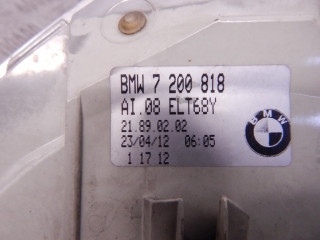 BMW 7 200 818
AI.08 ELT68Y
21.89.02.02
23/04/12 06:05
1 17 12
BMW